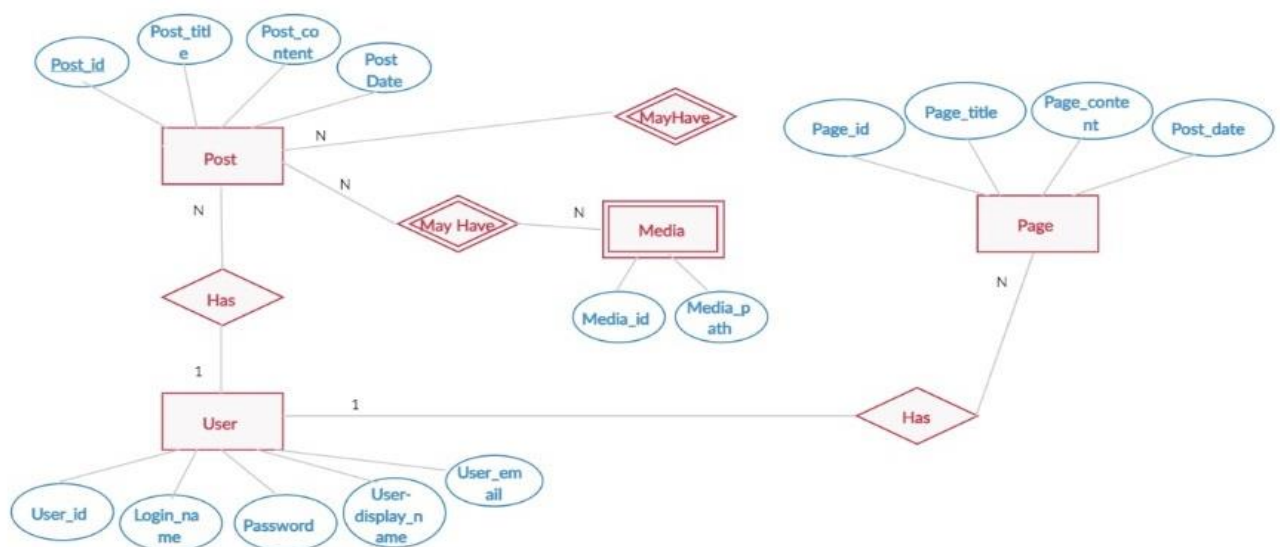 Post_id
Post_titl
e
Post_co
ntent
Post
Date
Page_id
Page_title
Page_conte
nt
Post_date
MayHave
N
Post
N
N
May Have
N
Media
Page
N
Has
Media_id
Media_p
ath
N
1
1
User
Has
User_id
Login_na
me
Password
User-
display_n
ame
User_em
ail